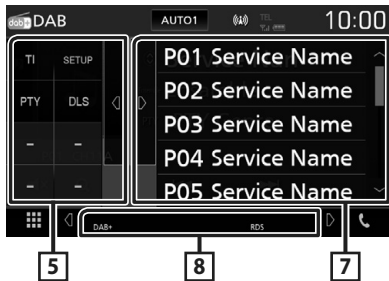 dab+ DAB AUTO1 TEL 10:00
TI SETUP P01 Service Name
PTY DLS P02 Service Name
P03 Service Name
- - P04 Service Name
- - P05 Service Name
DAB+ RDS
5 8 7